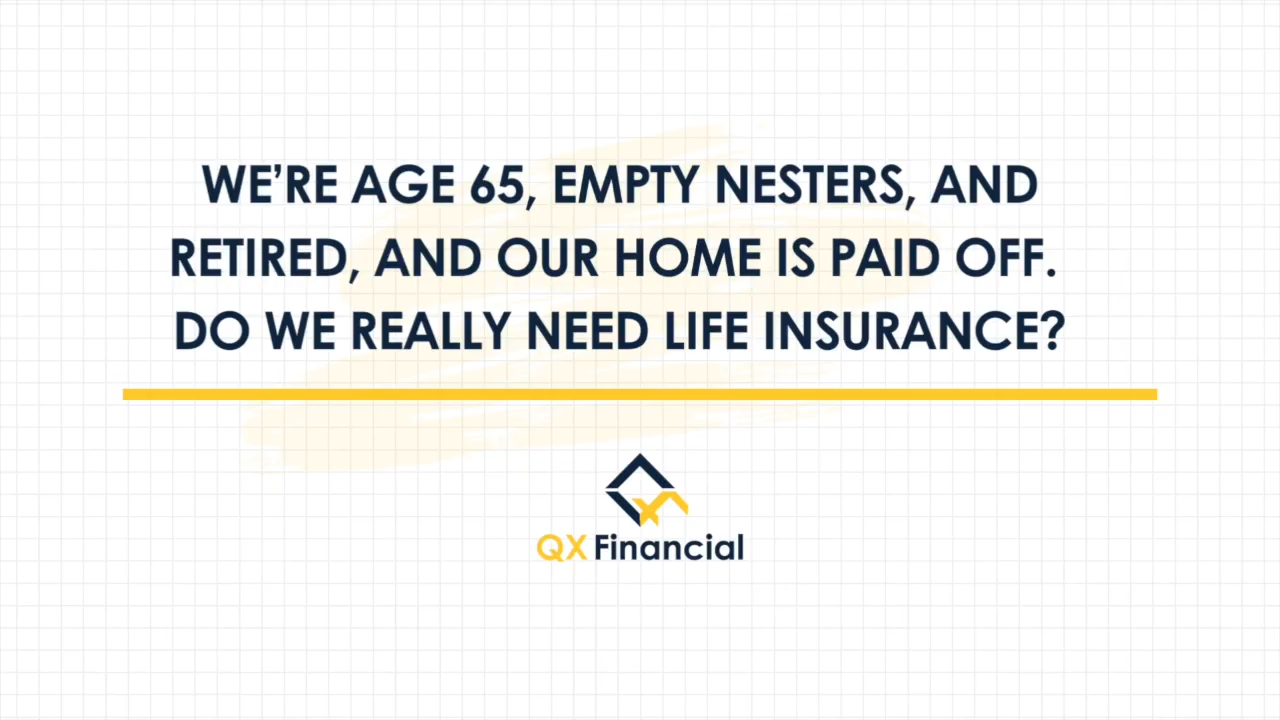 WE’RE AGE 65, EMPTY NESTERS, AND
RETIRED, AND OUR HOME IS PAID OFF.
DO WE REALLY NEED LIFE INSURANCE?
QX Financial